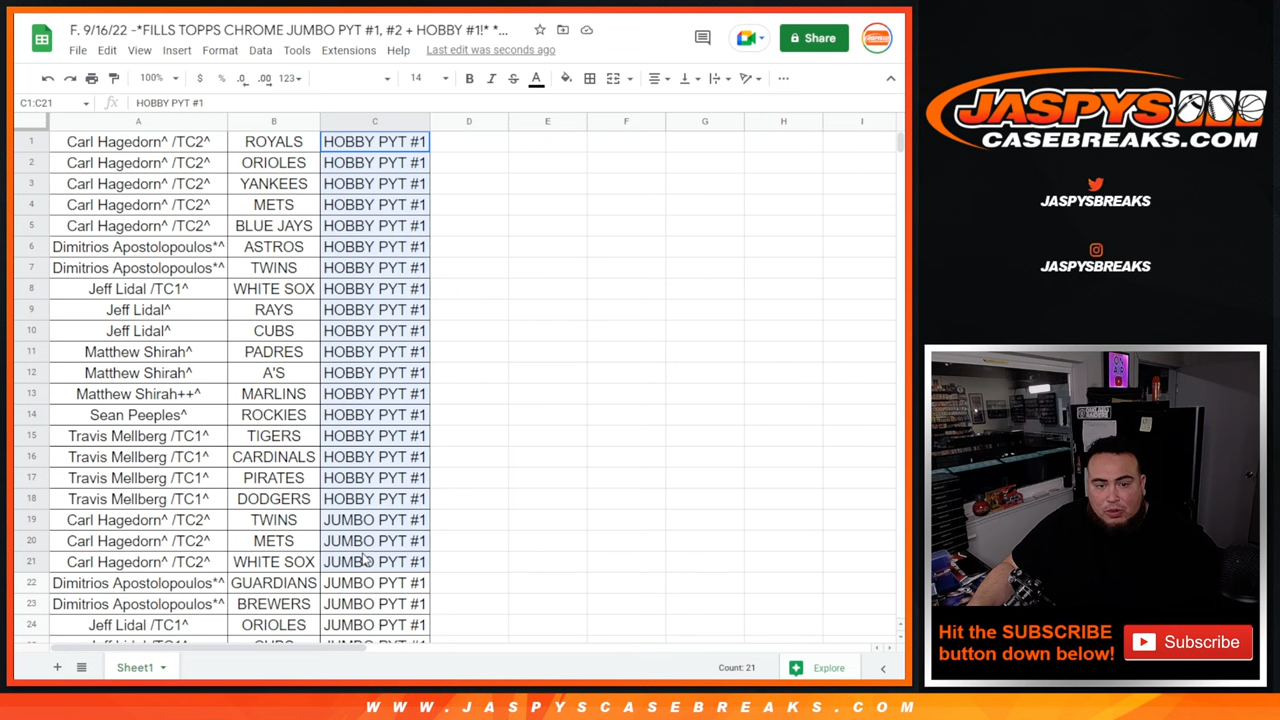 F. 9/16/22 -*FILLS TOPPS CHROME JUMBO PYT #1, #2 + HOBBY #1!* *...
File Edit View Insert Format Data Tools Extensions Help Last edit was seconds ago
Share
100% $ % .0 .00 123 14 B I S A
C1:C21 fx HOBBY PYT #1
A B C D E F G H I
1 Carl Hagedorn^ /TC2^ ROYALS HOBBY PYT #1
2 Carl Hagedorn^ /TC2^ ORIOLES HOBBY PYT #1
3 Carl Hagedorn^ /TC2^ YANKEES HOBBY PYT #1
4 Carl Hagedorn^ /TC2^ METS HOBBY PYT #1
5 Carl Hagedorn^ /TC2^ BLUE JAYS HOBBY PYT #1
6 Dimitrios Apostolopoulos*^ ASTROS HOBBY PYT #1
7 Dimitrios Apostolopoulos*^ TWINS HOBBY PYT #1
8 Jeff Lidal /TC1^ WHITE SOX HOBBY PYT #1
9 Jeff Lidal^ RAYS HOBBY PYT #1
10 Jeff Lidal^ CUBS HOBBY PYT #1
11 Matthew Shirah^ PADRES HOBBY PYT #1
12 Matthew Shirah^ A'S HOBBY PYT #1
13 Matthew Shirah++^ MARLINS HOBBY PYT #1
14 Sean Peeples^ ROCKIES HOBBY PYT #1
15 Travis Mellberg /TC1^ TIGERS HOBBY PYT #1
16 Travis Mellberg /TC1^ CARDINALS HOBBY PYT #1
17 Travis Mellberg /TC1^ PIRATES HOBBY PYT #1
18 Travis Mellberg /TC1^ DODGERS HOBBY PYT #1
19 Carl Hagedorn^ /TC2^ TWINS JUMBO PYT #1
20 Carl Hagedorn^ /TC2^ METS JUMBO PYT #1
21 Carl Hagedorn^ /TC2^ WHITE SOX JUMBO PYT #1
22 Dimitrios Apostolopoulos*^ GUARDIANS JUMBO PYT #1
23 Dimitrios Apostolopoulos*^ BREWERS JUMBO PYT #1
24 Jeff Lidal /TC1^ ORIOLES JUMBO PYT #1
Sheet1
Count: 21
Explore
JASPYS
CASEBREAKS.COM
JASPYSBREAKS
JASPYSBREAKS
ON AIR
Hit the SUBSCRIBE
button down below!
Subscribe
WWW.JASPYSCASEBREAKS.COM